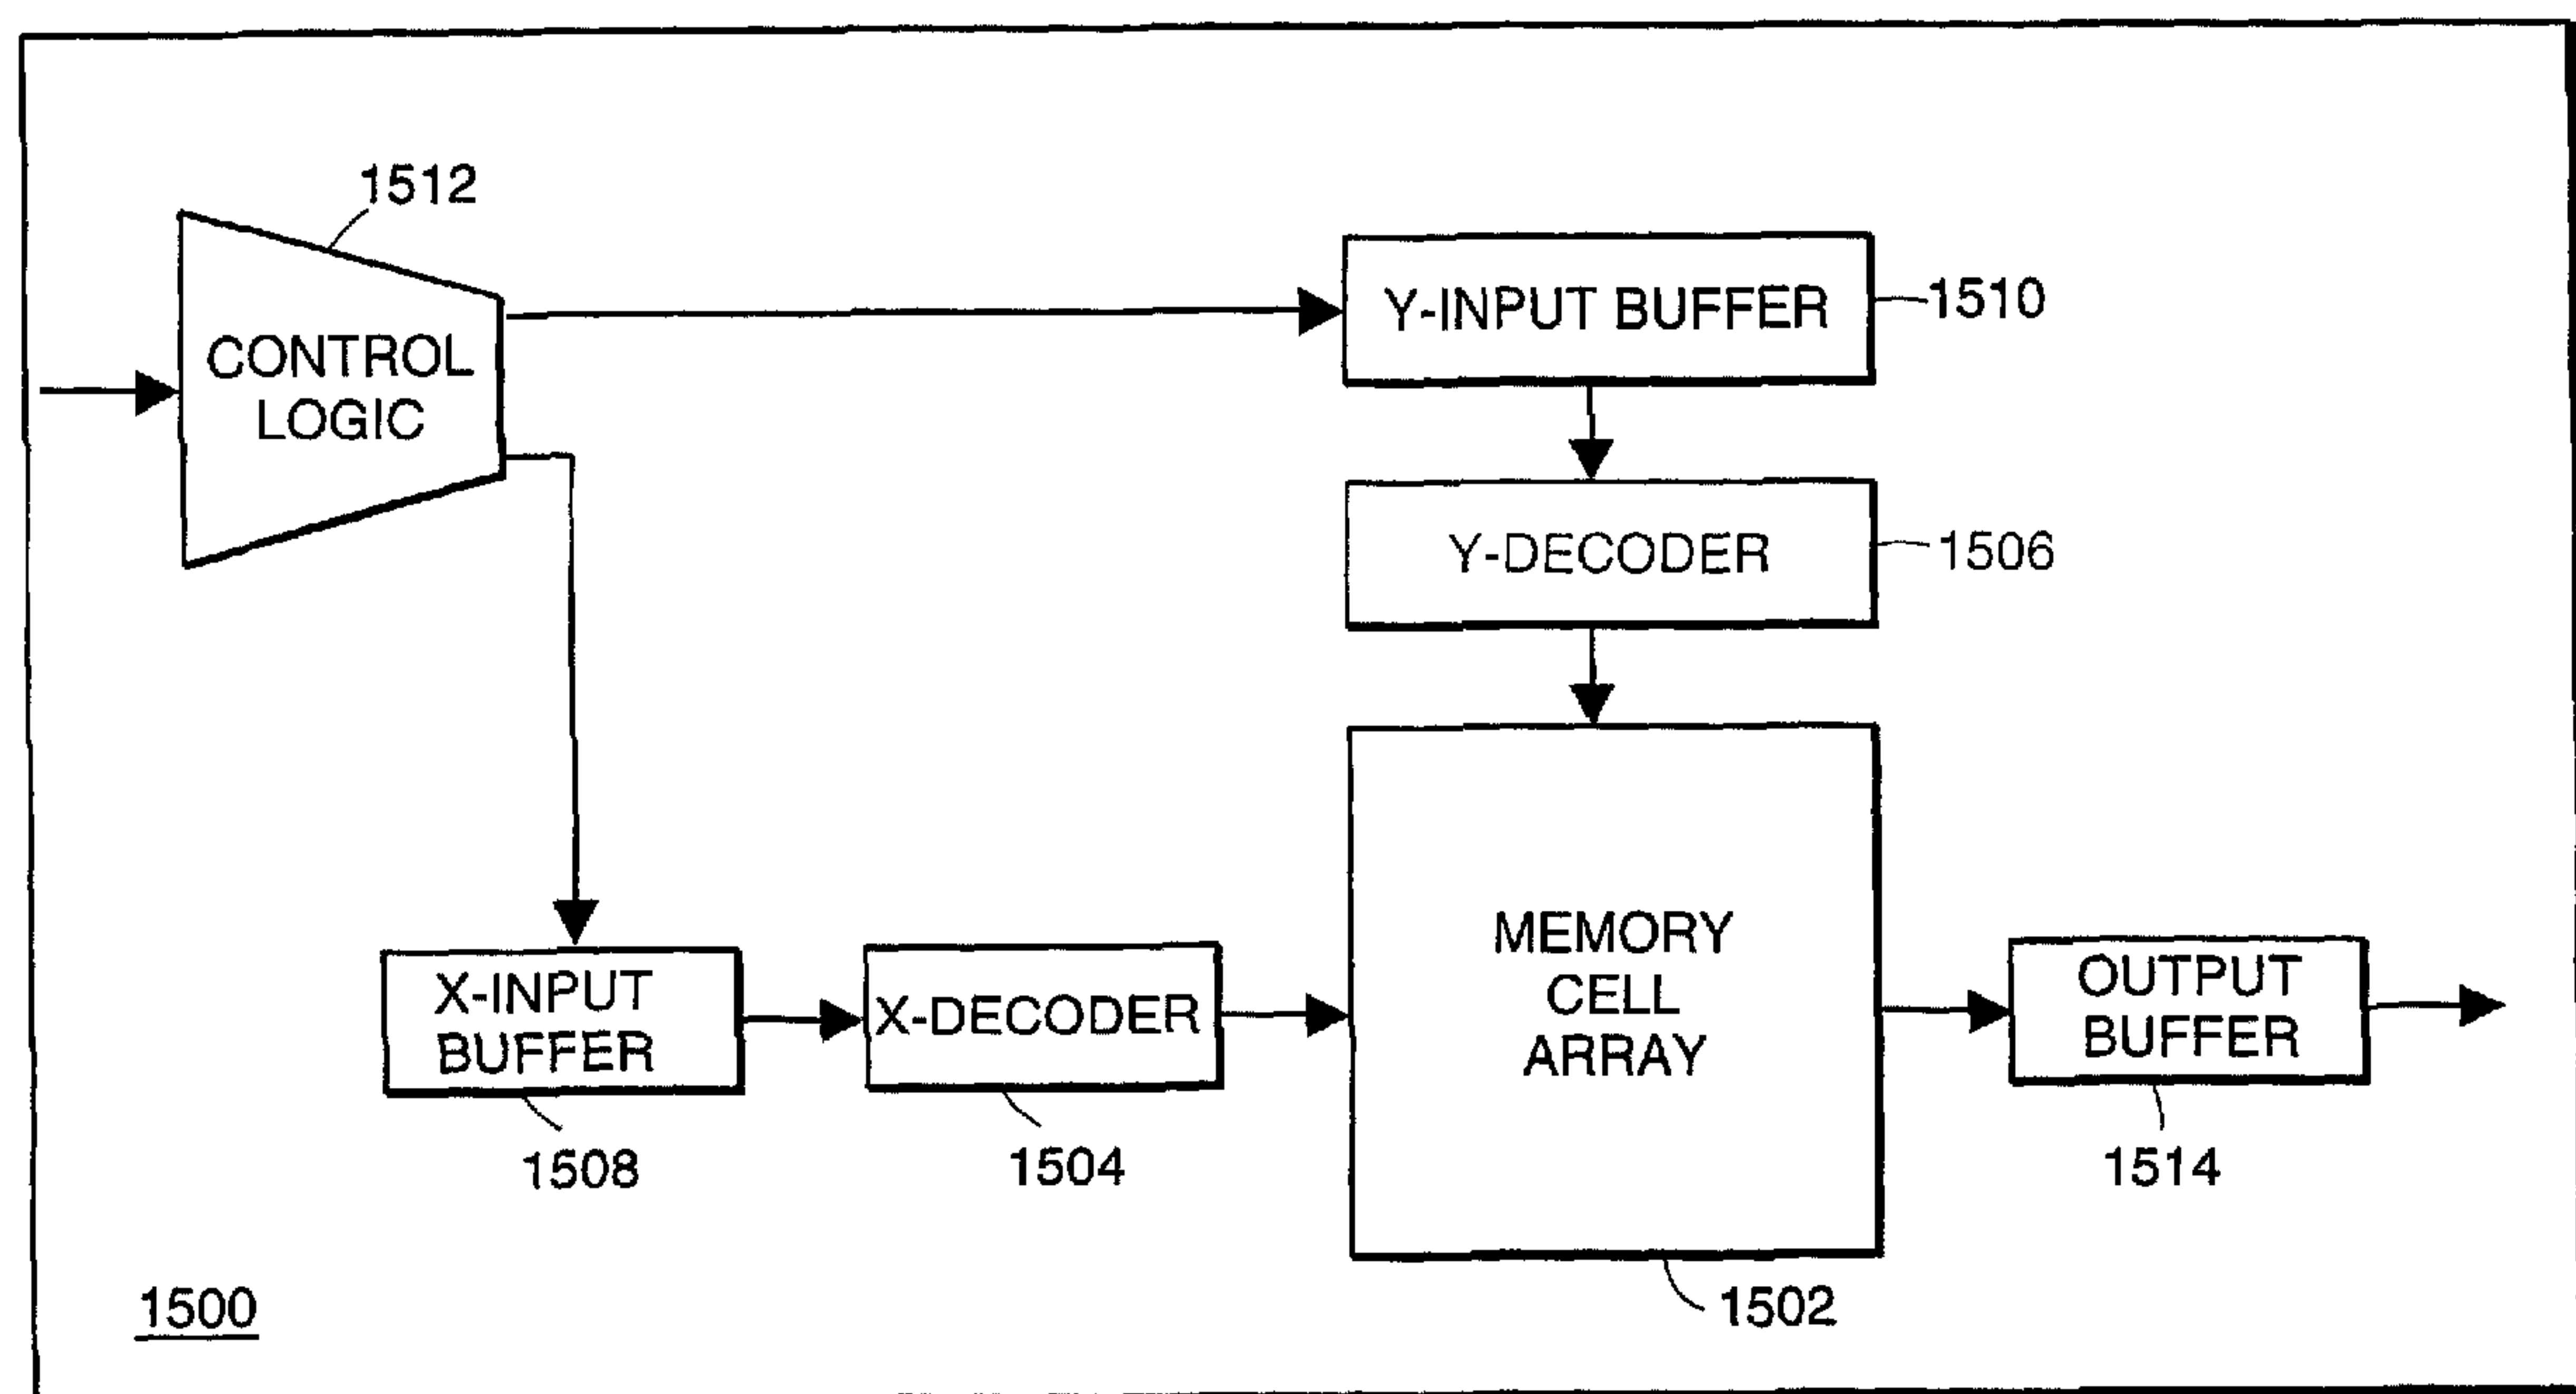 1512
CONTROL
LOGIC
Y-INPUT BUFFER
1510
Y-DECODER
1506
X-INPUT
BUFFER
1508
X-DECODER
1504
MEMORY
CELL
ARRAY
1502
OUTPUT
BUFFER
1514
1500